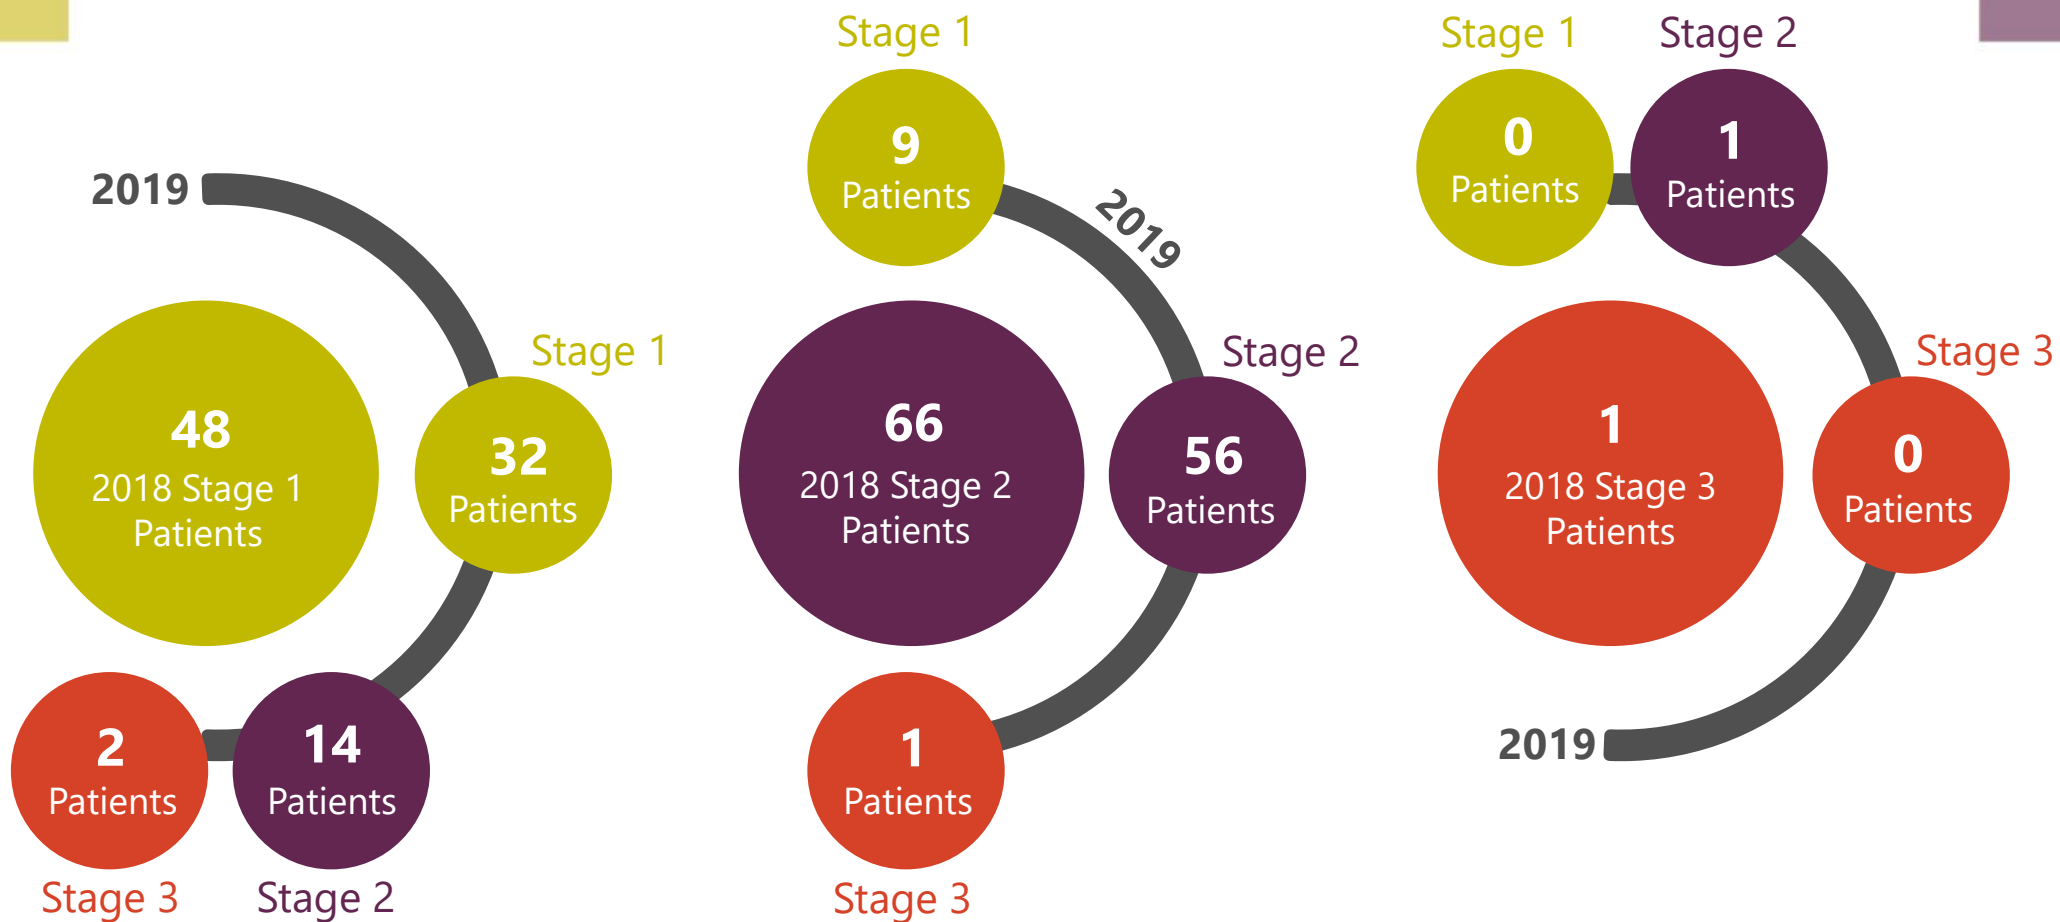 2019
48
2018 Stage 1
Patients
Stage 1
32
Patients
2
Patients
Stage 3
14
Patients
Stage 2
Stage 1
9
Patients
2019
66
2018 Stage 2
Patients
Stage 2
56
Patients
1
Patients
Stage 3
Stage 1
0
Patients
Stage 2
1
Patients
1
2018 Stage 3
Patients
Stage 3
0
Patients
2019